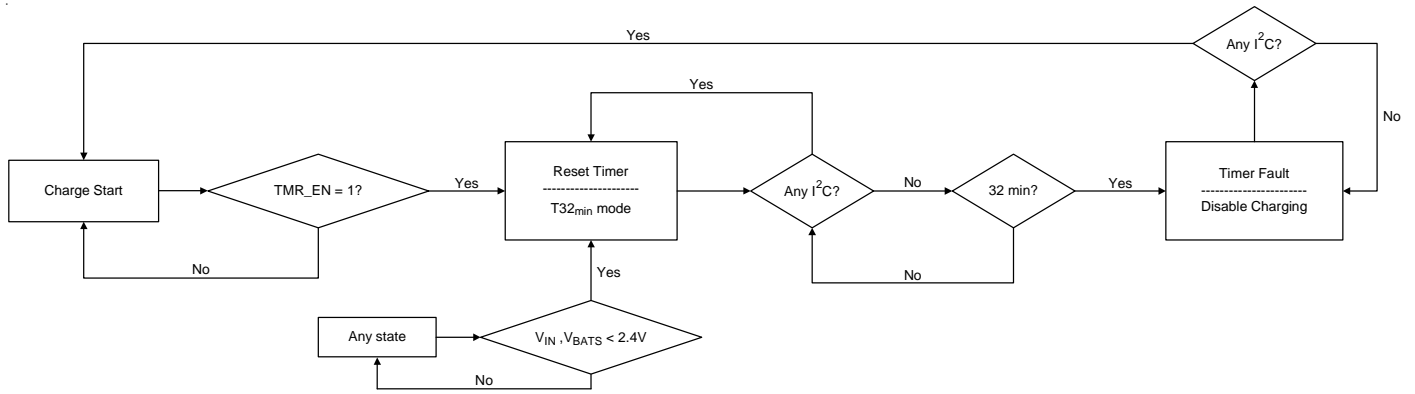 Any I²C?
Yes
No
Yes
Charge Start
TMR_EN = 1?
Yes
Reset Timer
----------------------
T32min mode
Any I²C?
No
32 min?
Yes
Timer Fault
------------------------
Disable Charging
No
No
Yes
Any state
VIN ,VBATS < 2.4V
No